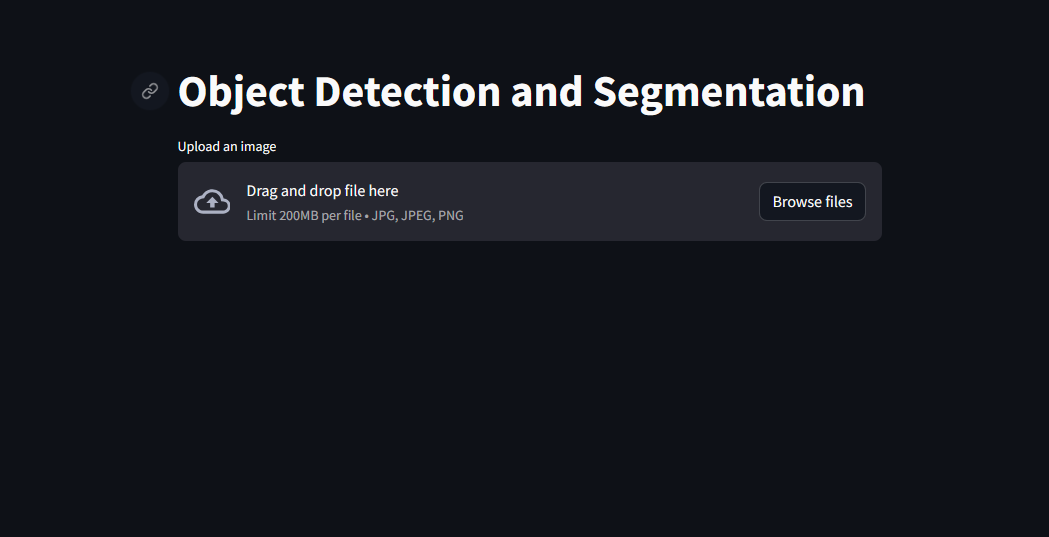 Object Detection and Segmentation
Upload an image
Drag and drop file here
Limit 200MB per file • JPG, JPEG, PNG
Browse files